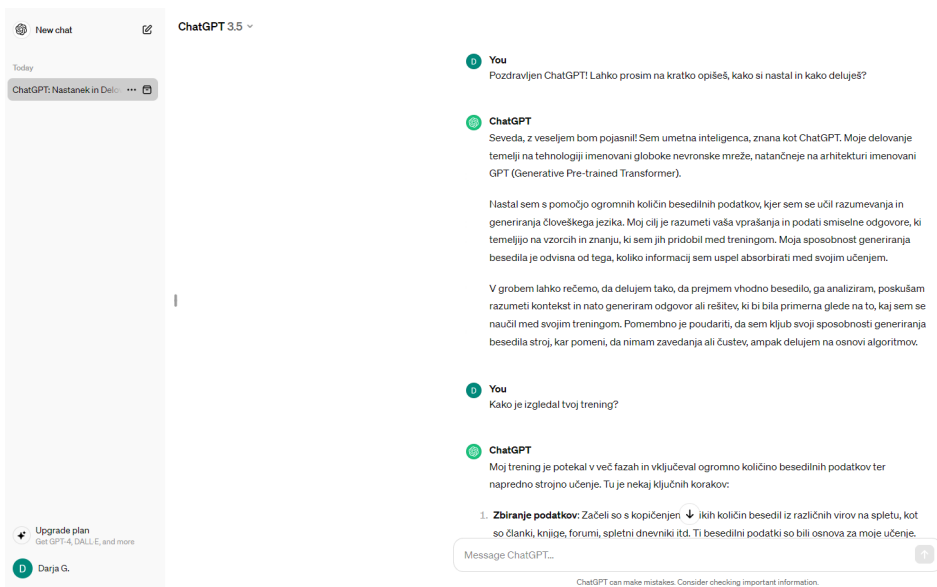 New chat
Today
ChatGPT: Nastanek in Delo
Upgrade plan
Get GPT-4, DALL·E, and more
D Darja G.
ChatGPT 3.5
D You
Pozdravljen ChatGPT! Lahko prosim na kratko opišeš, kako si nastal in kako deluješ?
ChatGPT
Seveda, z veseljem bom pojasnil! Sem umetna inteligenca, znana kot ChatGPT. Moje delovanje
temelji na tehnologiji imenovani globoke nevronske mreže, natančneje na arhitekturi imenovani
GPT (Generative Pre-trained Transformer).
Nastal sem s pomočjo ogromnih količin besedilnih podatkov, kjer sem se učil razumevanja in
generiranja človeškega jezika. Moj cilj je razumeti vaša vprašanja in podati smiselne odgovore, ki
temeljijo na vzorcih in znanju, ki sem jih pridobil med treningom. Moja sposobnost generiranja
besedila je odvisna od tega, koliko informacij sem uspel absorbirati med svojim učenjem.
V grobem lahko rečemo, da delujem tako, da prejmem vhodno besedilo, ga analiziram, poskušam
razumeti kontekst in nato generiram odgovor ali rešitev, ki bi bila primerna glede na to, kaj sem se
naučil med svojim treningom. Pomembno je poudariti, da sem kljub svoji sposobnosti generiranja
besedila stroj, kar pomeni, da nimam zavedanja ali čustev, ampak delujem na osnovi algoritmov.
D You
Kako je izgledal tvoj trening?
ChatGPT
Moj trening je potekal v več fazah in vključeval ogromno količino besedilnih podatkov ter
napredno strojno učenje. Tu je nekaj ključnih korakov:
1. Zbiranje podatkov: Začeli so s kopičenjem ikih količin besedil iz različnih virov na spletu, kot
so članki, knjige, forumi, spletni dnevniki itd. Ti besedilni podatki so bili osnova za moje učenje.
Message ChatGPT...
ChatGPT can make mistakes. Consider checking important information.